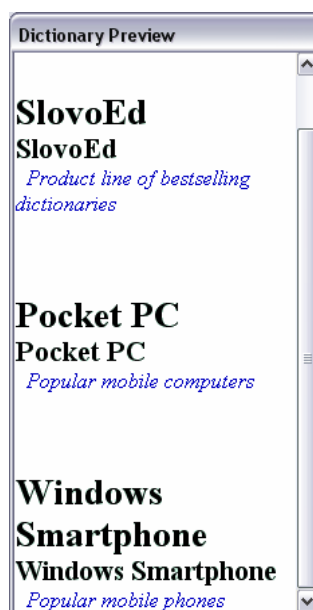 Dictionary Preview
SlovoEd
SlovoEd
Product line of bestselling
dictionaries
Pocket PC
Pocket PC
Popular mobile computers
Windows
Smartphone
Windows Smartphone
Popular mobile phones